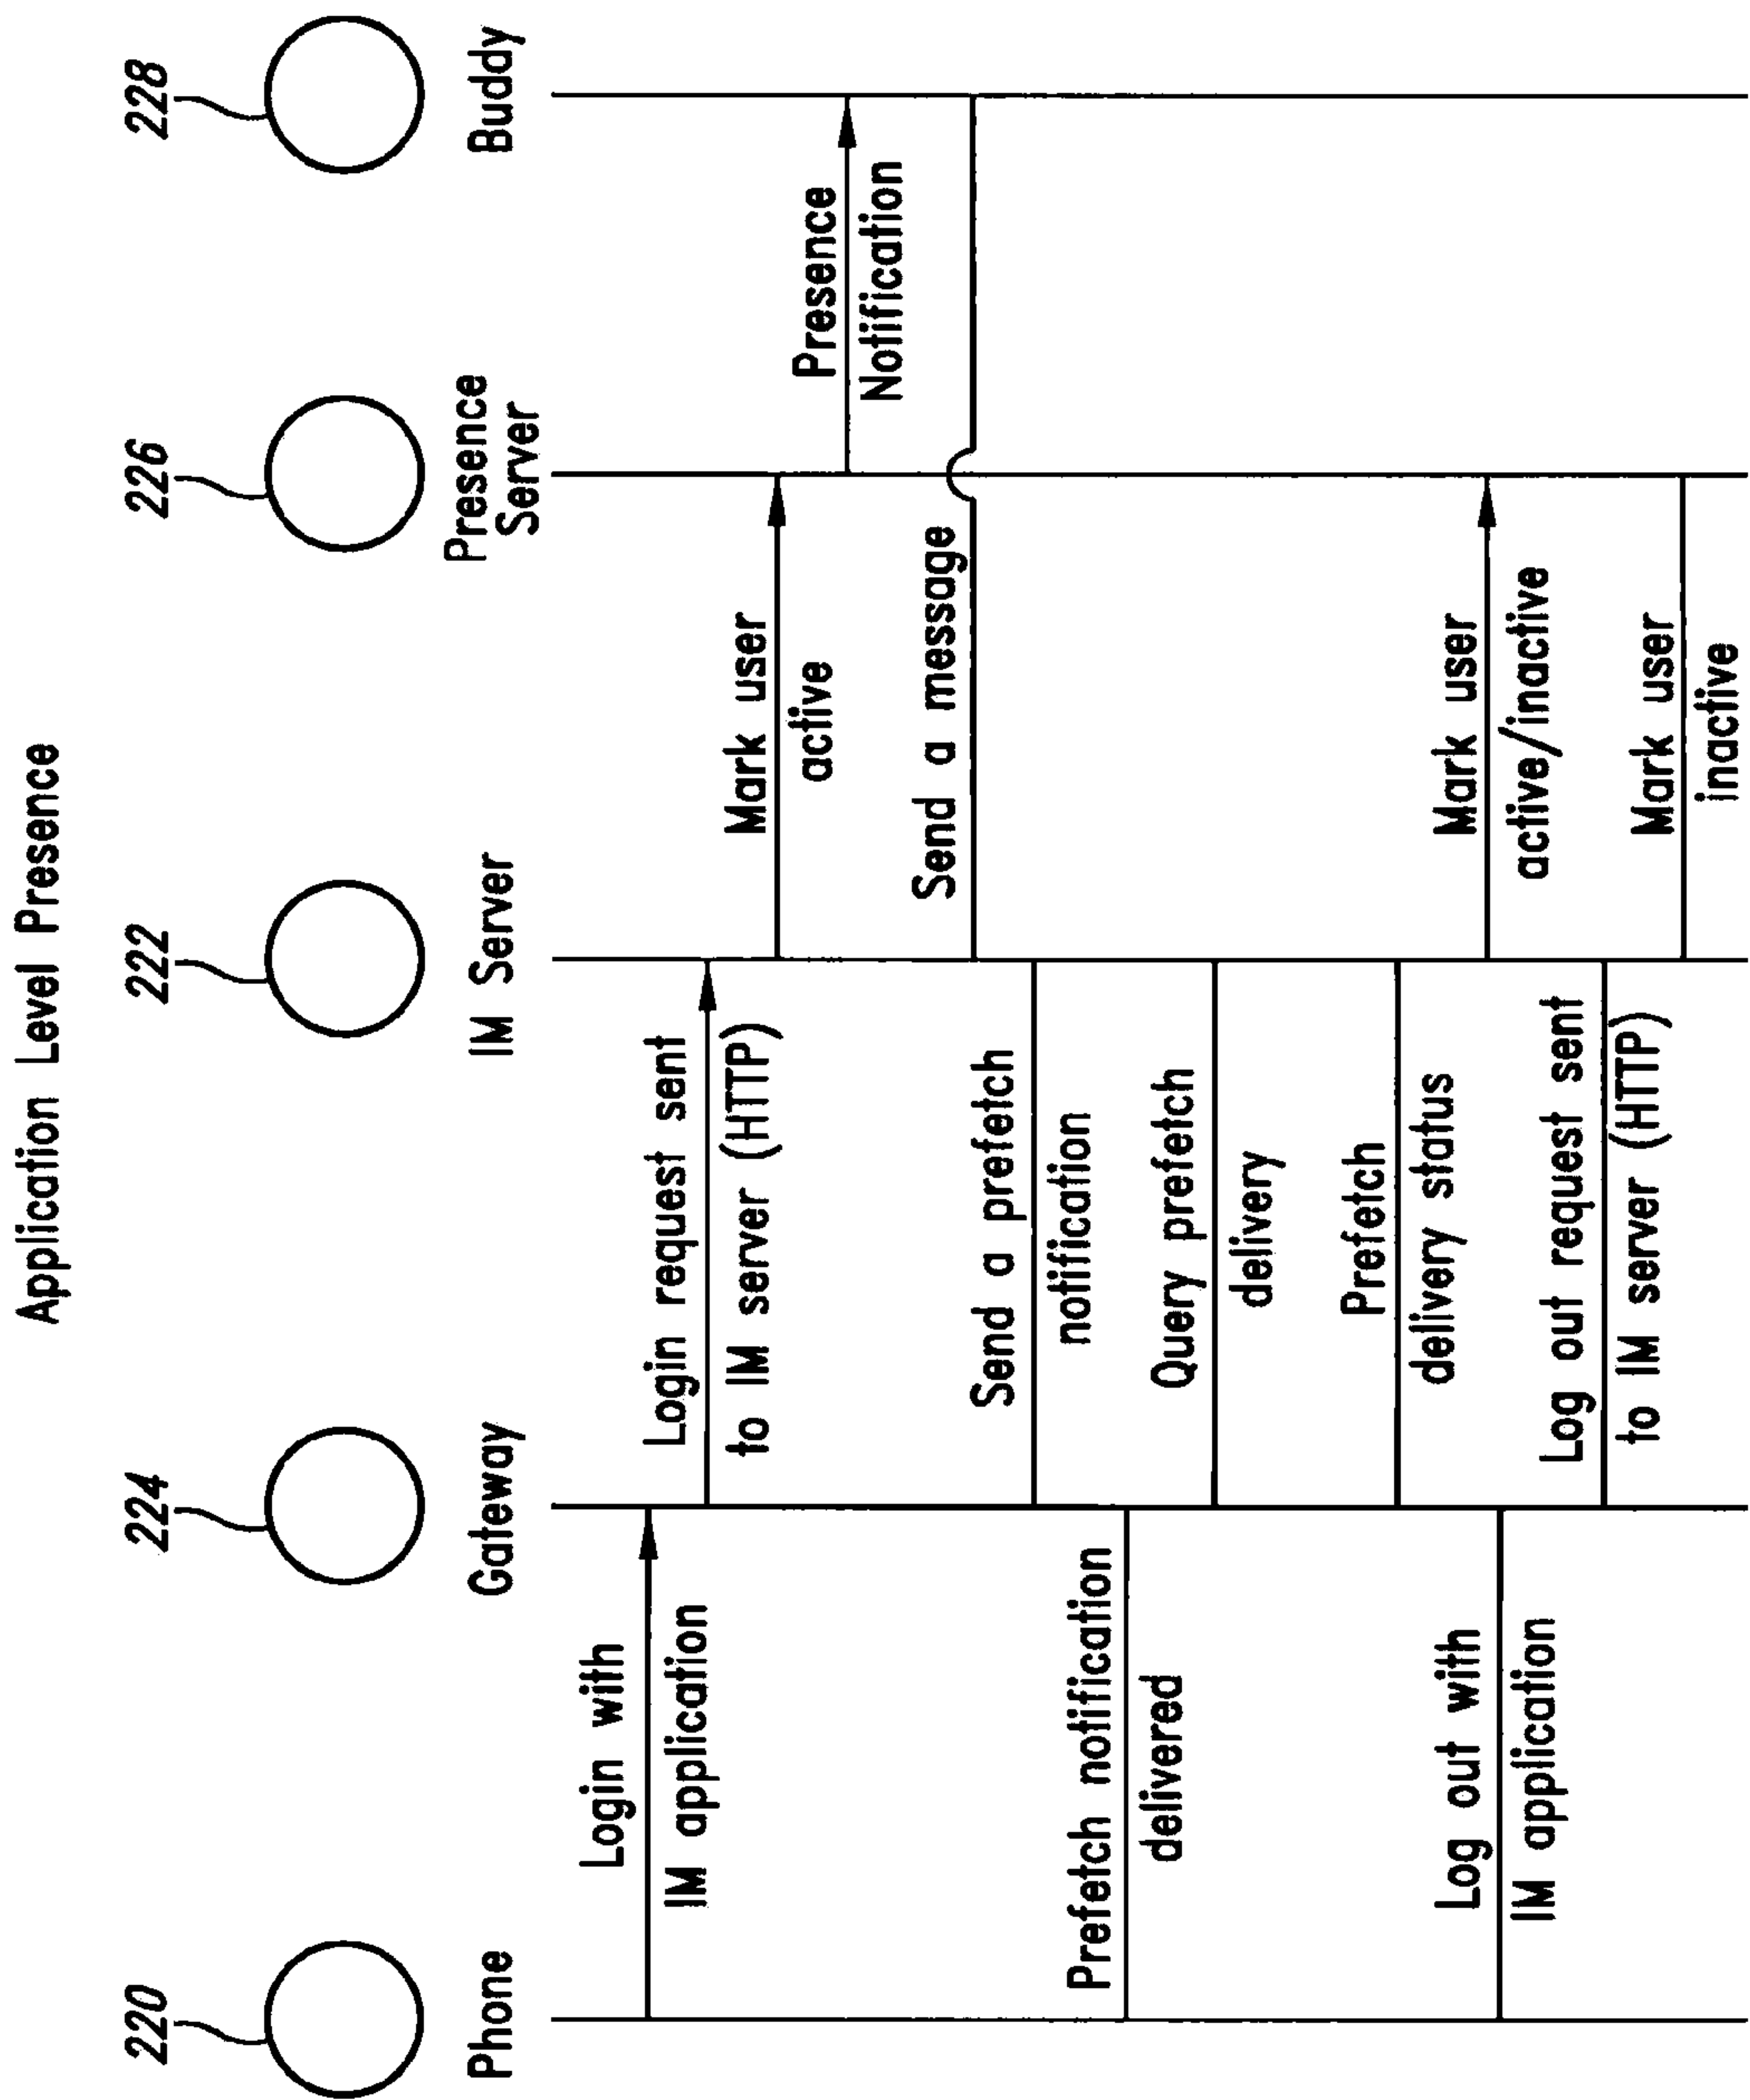 Application Level Presence
220
224
222
226
228
Phone
Gateway
IM Server
Presence
Server
Buddy
Login with
IM application
Login request sent
to IM server (HTTP)
Mark user
active
Presence
Notification
Send a message
Send a prefetch
notification
Prefetch notification
delivered
Query prefetch
delivery
Prefetch
delivery status
Mark user
active/inactive
Log out with
IM application
Log out request sent
to IM server (HTTP)
Mark user
inactive